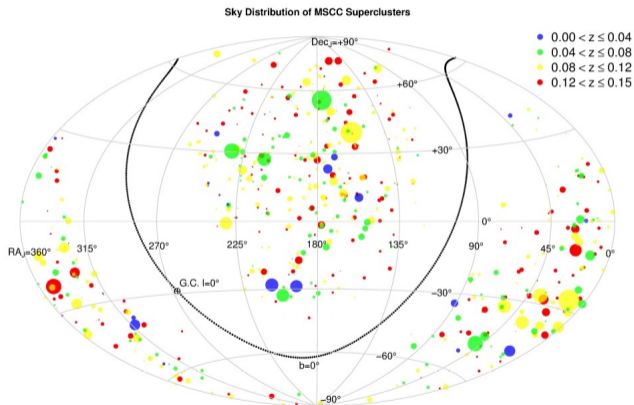 Sky Distribution of MSCC Superclusters
Dec_J=+90°
0.00 < z ≤ 0.04
0.04 < z ≤ 0.08
0.08 < z ≤ 0.12
0.12 < z ≤ 0.15
+60°
+30°
0°
RA_J=360°
315°
270°
225°
180°
135°
90°
45°
0°
G.C. l=0°
−30°
−60°
b=0°
−90°